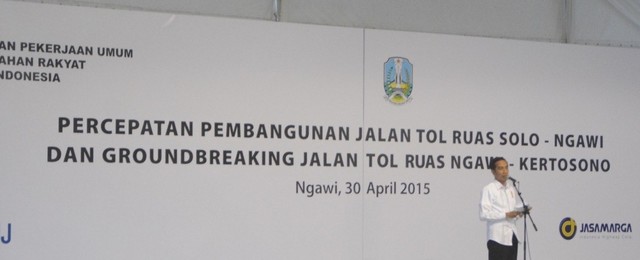 AN PEKERJAAN UMUM
AHAN RAKYAT
INDONESIA
PERCEPATAN PEMBANGUNAN JALAN TOL RUAS SOLO - NGAWI
DAN GROUNDBREAKING JALAN TOL RUAS NGAWI - KERTOSONO
Ngawi, 30 April 2015
JASAMARGA